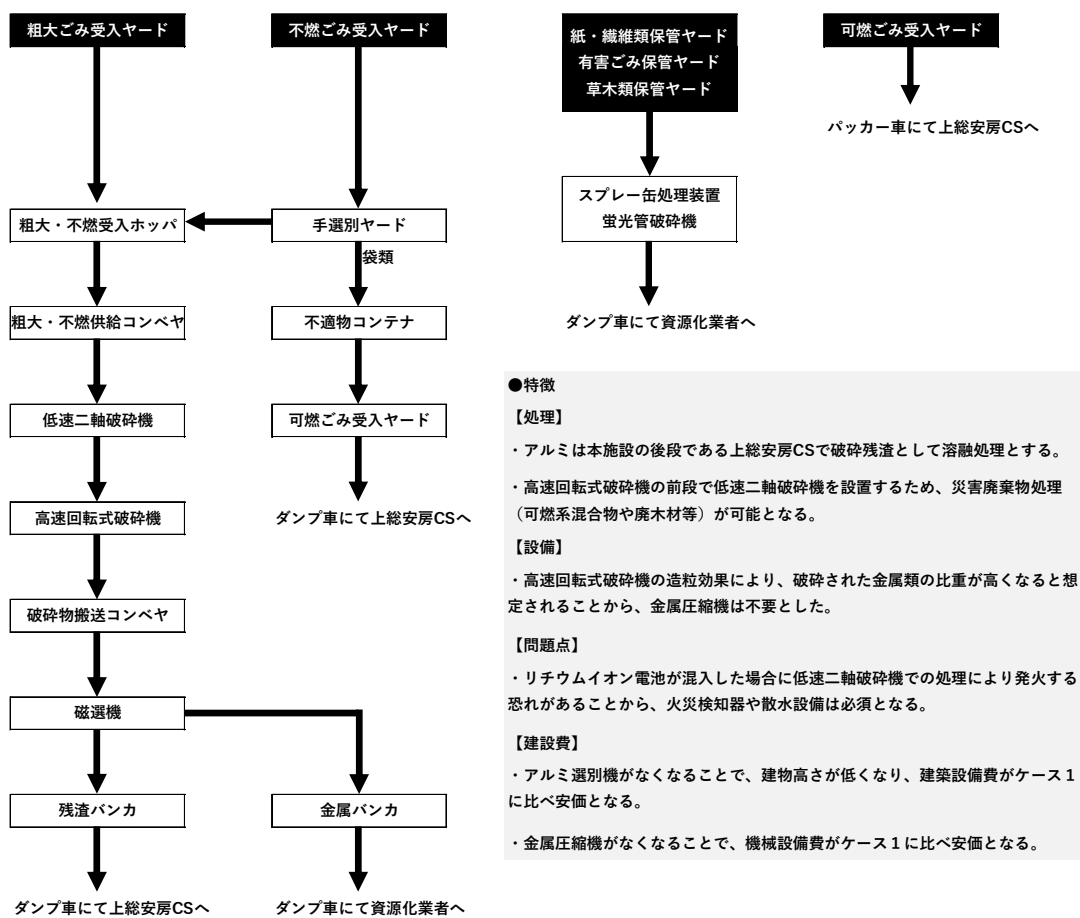 粗大ごみ受入ヤード
不燃ごみ受入ヤード
紙・繊維類保管ヤード
有害ごみ保管ヤード
草木類保管ヤード
可燃ごみ受入ヤード
パッカー車にて上総安房CSへ
スプレー缶処理装置
蛍光管破砕機
粗大・不燃受入ホッパ
手選別ヤード
袋類
粗大・不燃供給コンベヤ
不適物コンテナ
ダンプ車にて資源化業者へ
低速二軸破砕機
可燃ごみ受入ヤード
高速回転式破砕機
ダンプ車にて上総安房CSへ
破砕物搬送コンベヤ
磁選機
残渣バンカ
金属バンカ
ダンプ車にて上総安房CSへ
ダンプ車にて資源化業者へ
●特徴
【処理】
・アルミは本施設の後段である上総安房CSで破砕残渣として溶融処理とする。
・高速回転式破砕機の前段で低速二軸破砕機を設置するため、災害廃棄物処理
（可燃系混合物や廃木材等）が可能となる。
【設備】
・高速回転式破砕機の造粒効果により、破砕された金属類の比重が高くなると想
定されることから、金属圧縮機は不要とした。
【問題点】
・リチウムイオン電池が混入した場合に低速二軸破砕機での処理により発火する
恐れがあることから、火災検知器や散水設備は必須となる。
【建設費】
・アルミ選別機がなくなることで、建物高さが低くなり、建築設備費がケース１
に比べ安価となる。
・金属圧縮機がなくなることで、機械設備費がケース１に比べ安価となる。